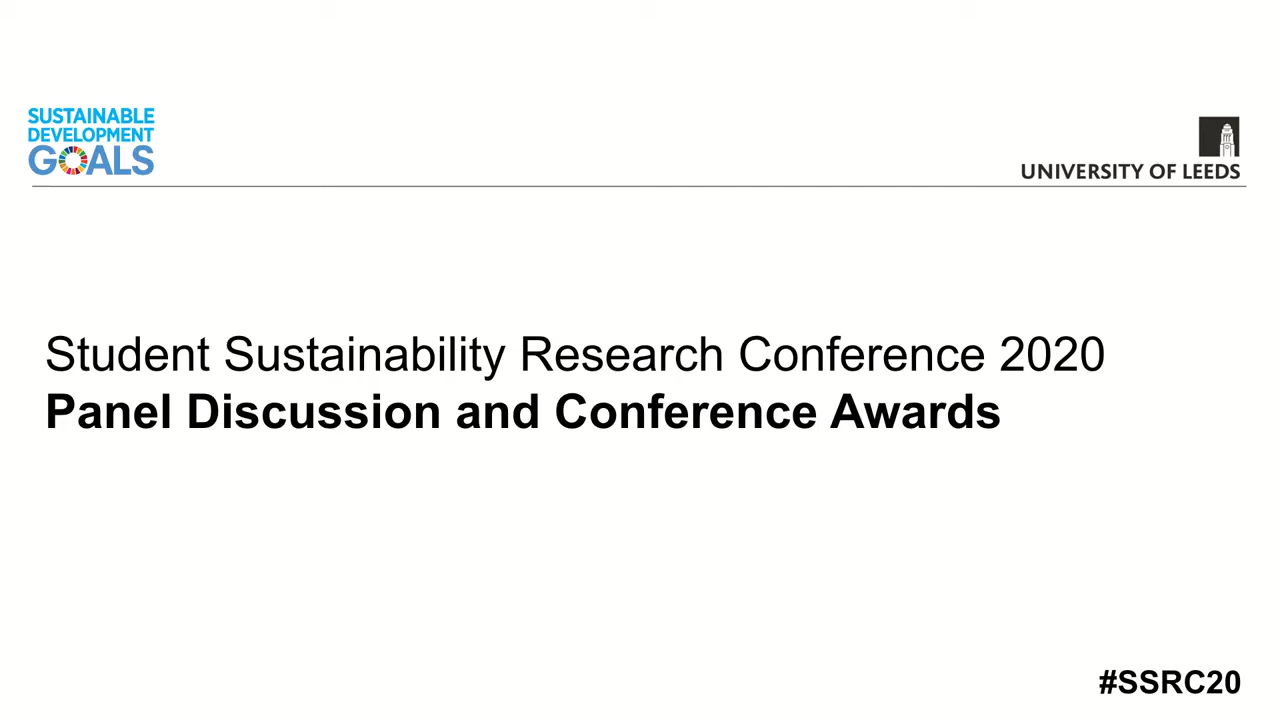 SUSTAINABLE
DEVELOPMENT
GOALS
UNIVERSITY OF LEEDS
Student Sustainability Research Conference 2020
Panel Discussion and Conference Awards
#SSRC20